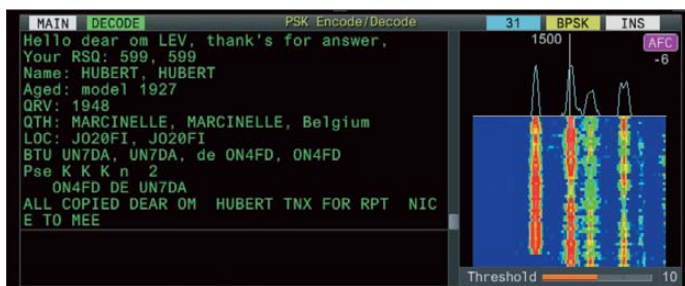 MAIN DECODE PSK Encode/Decode 31 BPSK INS
Hello dear om LEV, thank's for answer,
Your RSQ: 599, 599
Name: HUBERT, HUBERT
Aged: model 1927
QRV: 1948
QTH: MARCINELLE, MARCINELLE, Belgium
LOC: JO20FI, JO20FI
BTU UN7DA, UN7DA, de ON4FD, ON4FD
Pse K K K n 2
ON4FD DE UN7DA
ALL COPIED DEAR OM HUBERT TNX FOR RPT NIC
E TO MEE
1500 AFC
-6
Threshold 10